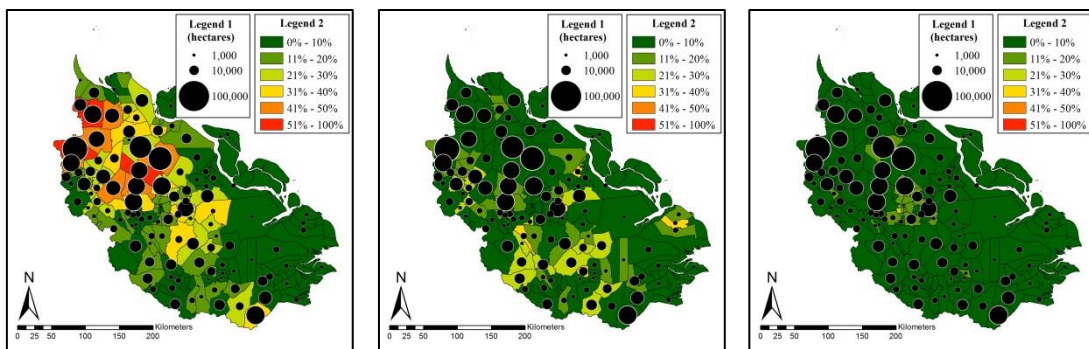 Legend 1
(hectares)
1,000
10,000
100,000
Legend 2
0% - 10%
11% - 20%
21% - 30%
31% - 40%
41% - 50%
51% - 100%
N
Kilometers
0 25 50 100 150 200
Legend 1
(hectares)
1,000
10,000
100,000
Legend 2
0% - 10%
11% - 20%
21% - 30%
31% - 40%
41% - 50%
51% - 100%
N
Kilometers
0 25 50 100 150 200
Legend 1
(hectares)
1,000
10,000
100,000
Legend 2
0% - 10%
11% - 20%
21% - 30%
31% - 40%
41% - 50%
51% - 100%
N
Kilometers
0 25 50 100 150 200